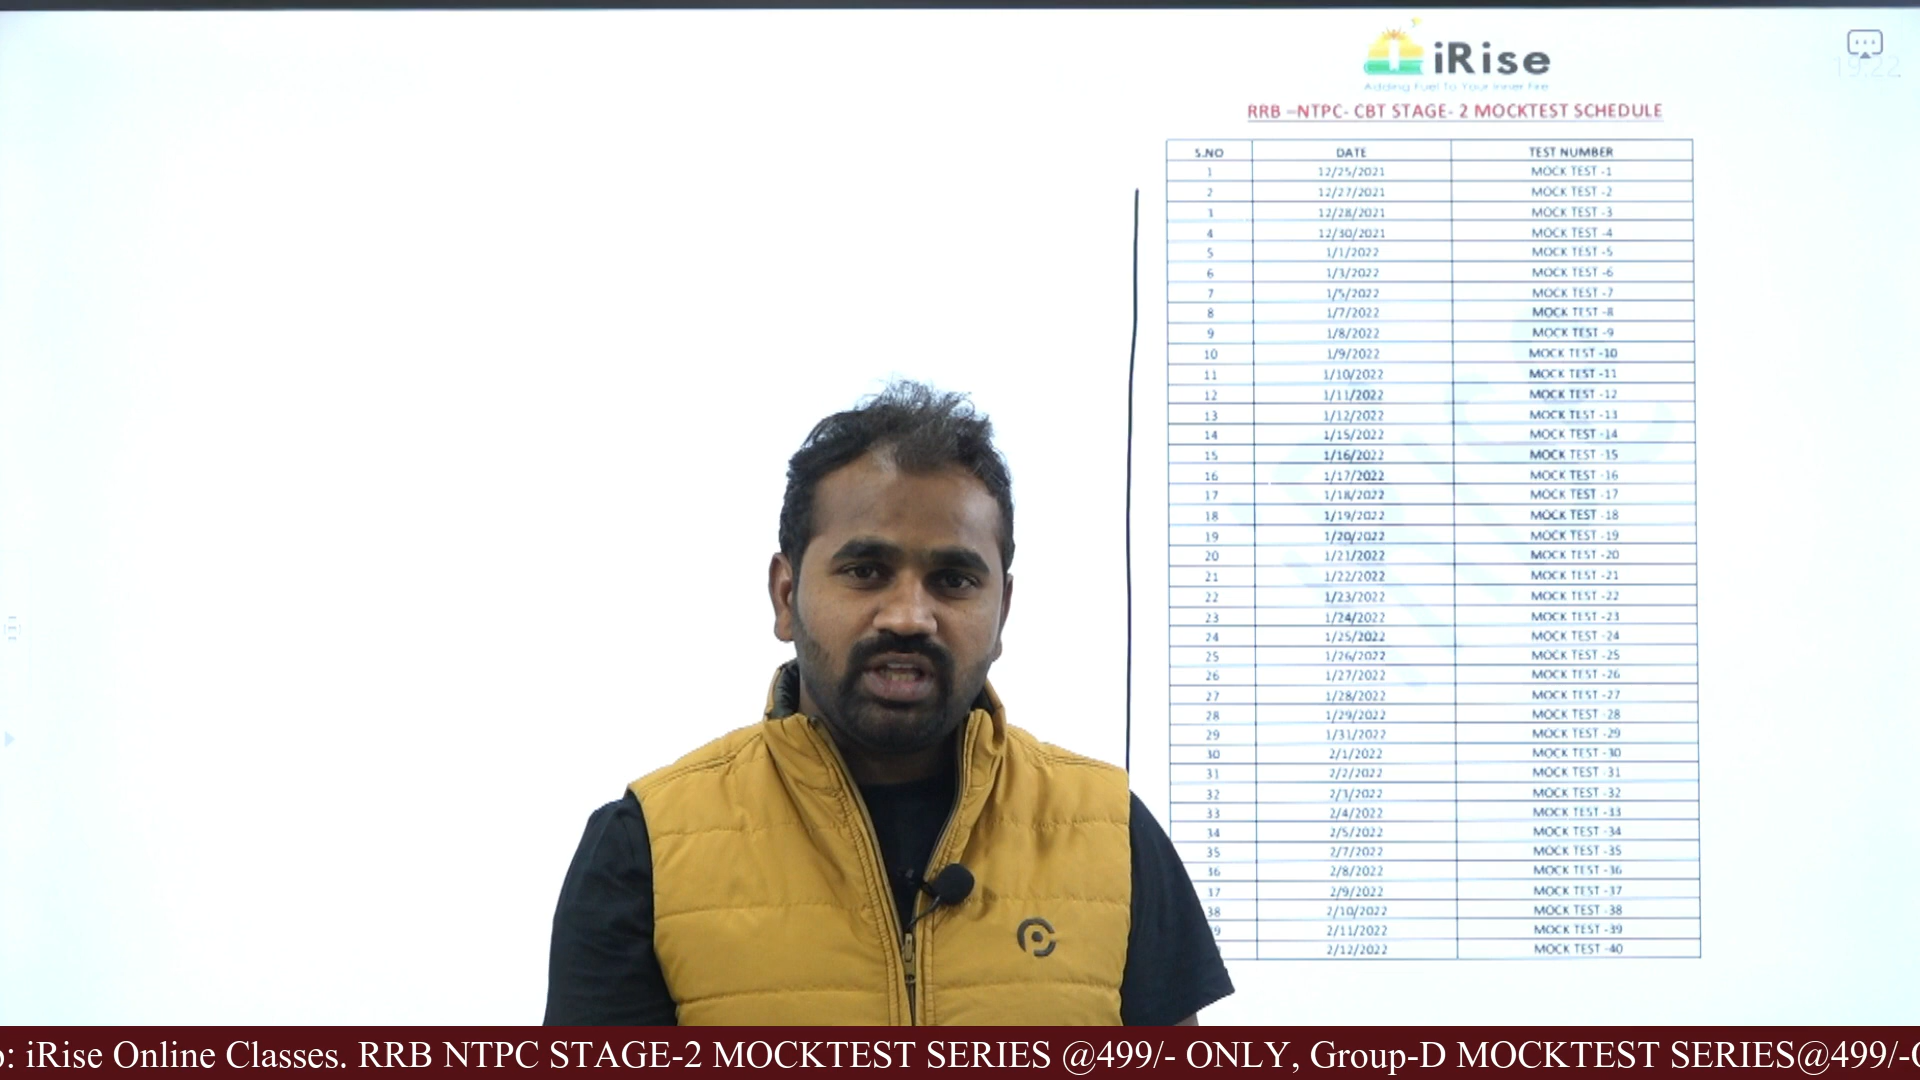 iRise
Adding Fuel To Your Inner Fire
19:22
RRB –NTPC- CBT STAGE- 2 MOCKTEST SCHEDULE
S.NO DATE TEST NUMBER
1 12/25/2021 MOCK TEST -1
2 12/27/2021 MOCK TEST -2
3 12/28/2021 MOCK TEST -3
4 12/30/2021 MOCK TEST -4
5 1/1/2022 MOCK TEST -5
6 1/3/2022 MOCK TEST -6
7 1/5/2022 MOCK TEST -7
8 1/7/2022 MOCK TEST -8
9 1/8/2022 MOCK TEST -9
10 1/9/2022 MOCK TEST -10
11 1/10/2022 MOCK TEST -11
12 1/11/2022 MOCK TEST -12
13 1/12/2022 MOCK TEST -13
14 1/15/2022 MOCK TEST -14
15 1/16/2022 MOCK TEST -15
16 1/17/2022 MOCK TEST -16
17 1/18/2022 MOCK TEST -17
18 1/19/2022 MOCK TEST -18
19 1/20/2022 MOCK TEST -19
20 1/21/2022 MOCK TEST -20
21 1/22/2022 MOCK TEST -21
22 1/23/2022 MOCK TEST -22
23 1/24/2022 MOCK TEST -23
24 1/25/2022 MOCK TEST -24
25 1/26/2022 MOCK TEST -25
26 1/27/2022 MOCK TEST -26
27 1/28/2022 MOCK TEST -27
28 1/29/2022 MOCK TEST -28
29 1/31/2022 MOCK TEST -29
30 2/1/2022 MOCK TEST -30
31 2/2/2022 MOCK TEST -31
32 2/3/2022 MOCK TEST -32
33 2/4/2022 MOCK TEST -33
34 2/5/2022 MOCK TEST -34
35 2/7/2022 MOCK TEST -35
36 2/8/2022 MOCK TEST -36
37 2/9/2022 MOCK TEST -37
38 2/10/2022 MOCK TEST -38
9 2/11/2022 MOCK TEST -39
2/12/2022 MOCK TEST -40
: iRise Online Classes. RRB NTPC STAGE-2 MOCKTEST SERIES @499/- ONLY, Group-D MOCKTEST SERIES@499/-